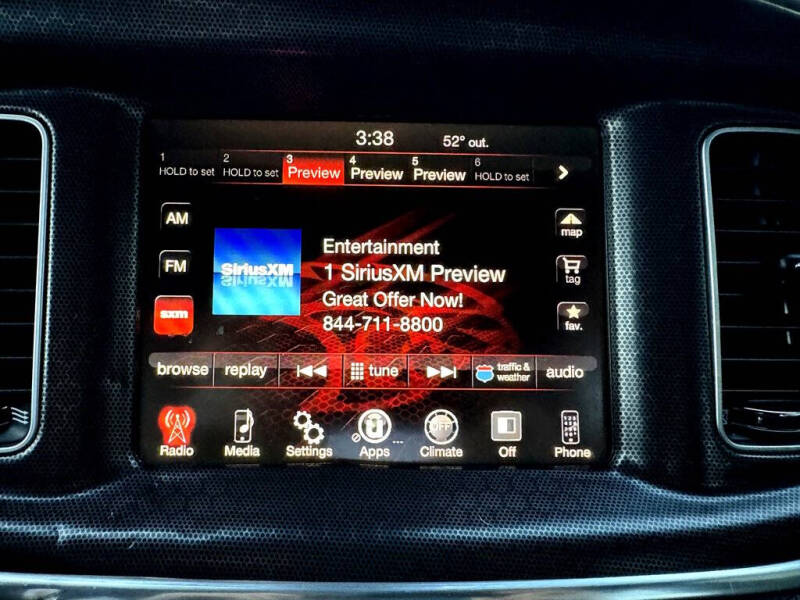 3:38 52° out.
1 2 3 4 5 6
HOLD to set HOLD to set Preview Preview Preview HOLD to set
AM
FM
sxm
SiriusXM
SiriusXM
Entertainment
1 SiriusXM Preview
Great Offer Now!
844-711-8800
map
tag
fav.
browse replay tune traffic & weather audio
OFF
Radio Media Settings Apps ... Climate Off Phone